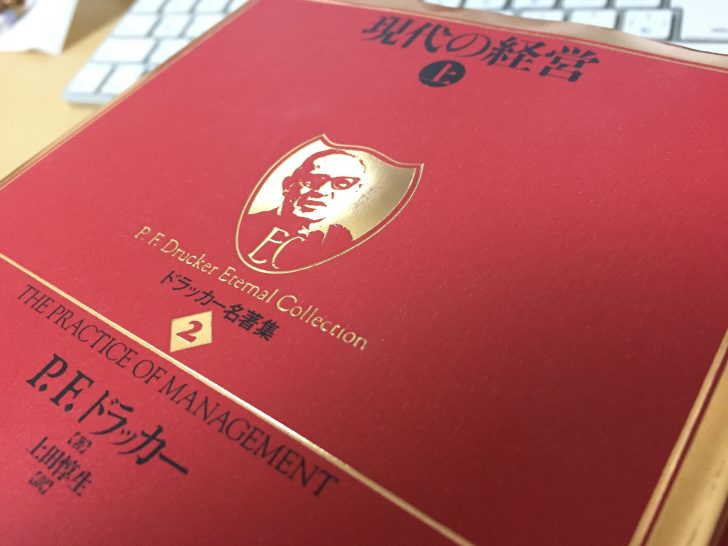 現代の経営
上
EC
P. F. Drucker Eternal Collection
ドラッカー名著集
2
THE PRACTICE OF MANAGEMENT
P.F.ドラッカー
[著]
上田惇生
[訳]